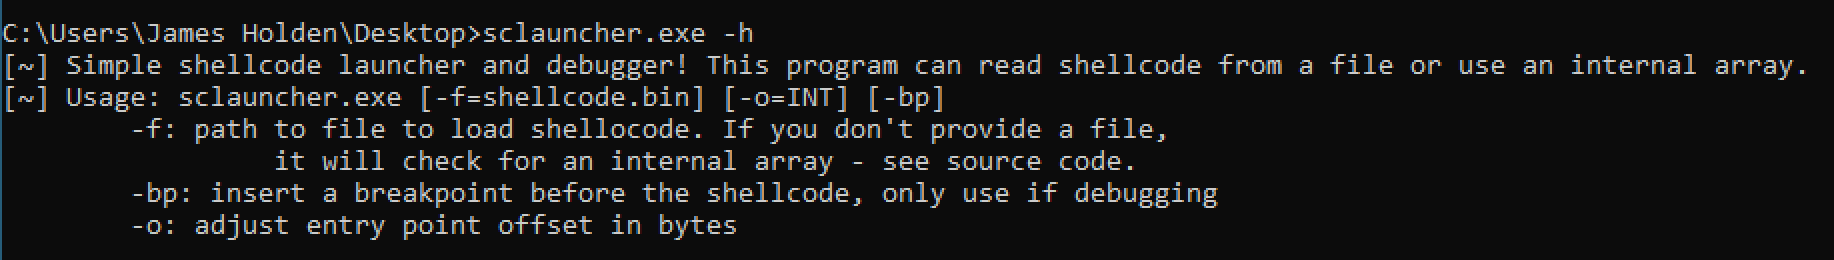 C:\Users\James Holden\Desktop>sclauncher.exe -h
[~] Simple shellcode launcher and debugger! This program can read shellcode from a file or use an internal array.
[~] Usage: sclauncher.exe [-f=shellcode.bin] [-o=INT] [-bp]
-f: path to file to load shellocode. If you don't provide a file,
it will check for an internal array - see source code.
-bp: insert a breakpoint before the shellcode, only use if debugging
-o: adjust entry point offset in bytes